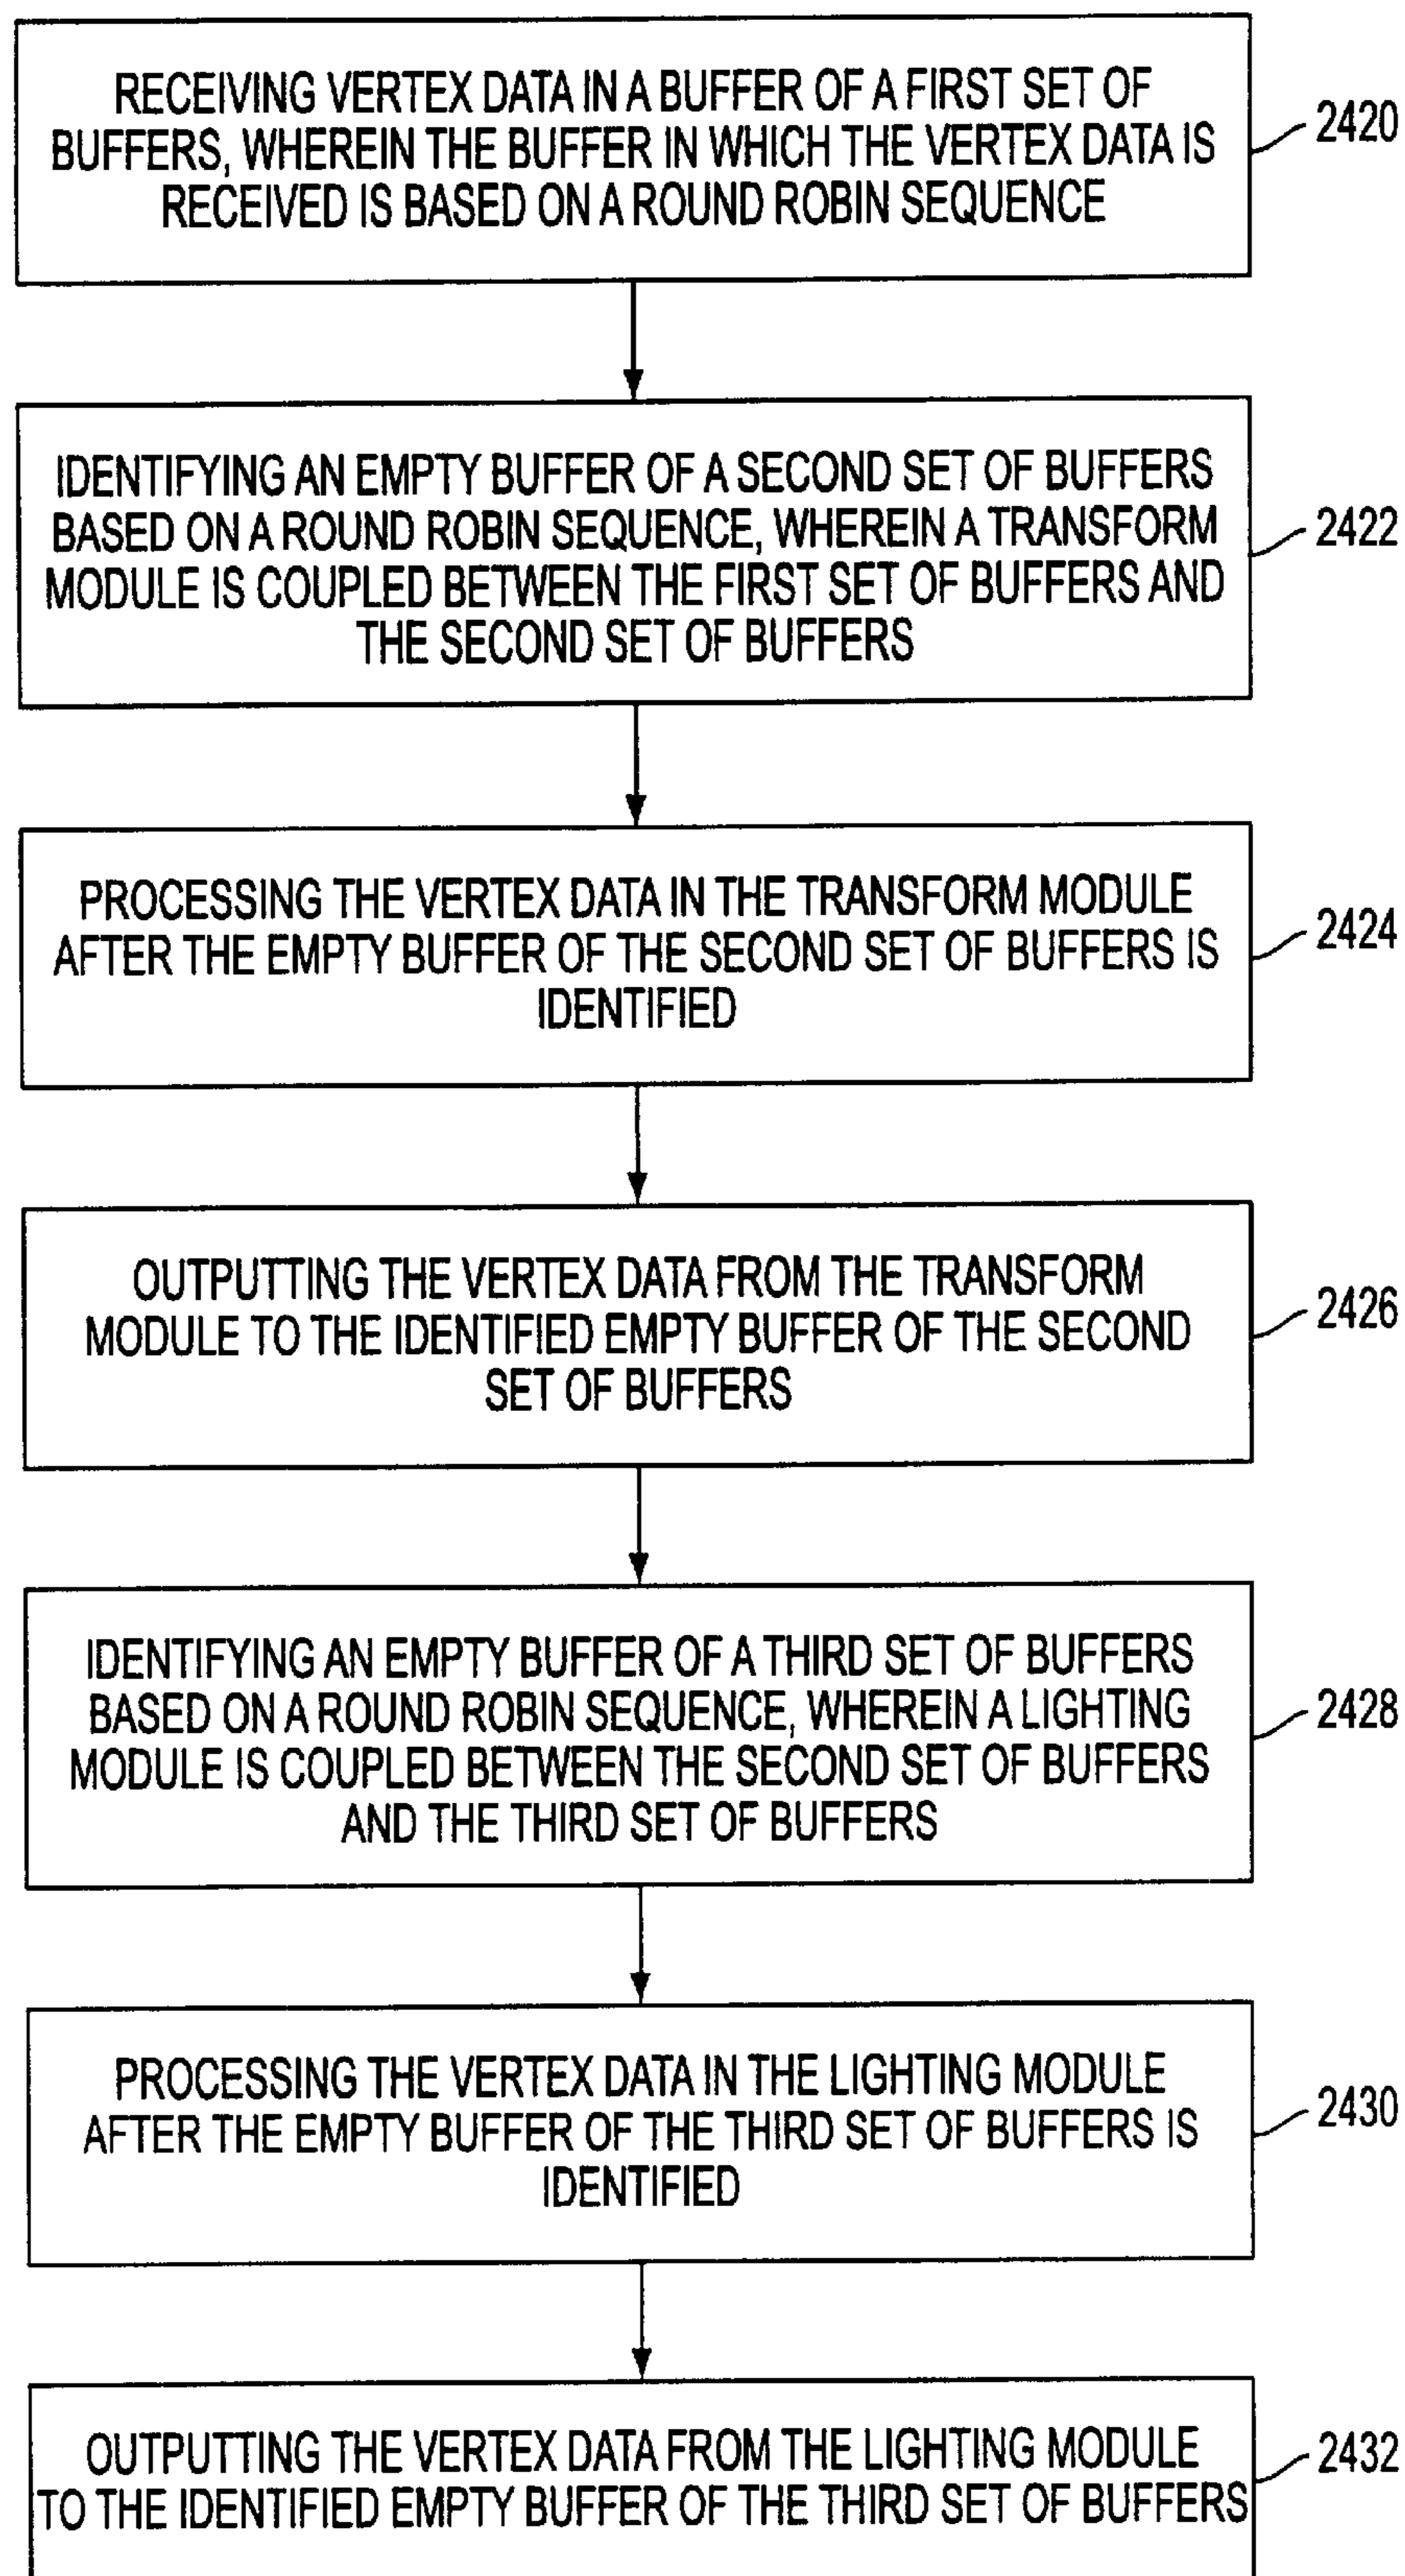 RECEIVING VERTEX DATA IN A BUFFER OF A FIRST SET OF
BUFFERS, WHEREIN THE BUFFER IN WHICH THE VERTEX DATA IS
RECEIVED IS BASED ON A ROUND ROBIN SEQUENCE
2420
IDENTIFYING AN EMPTY BUFFER OF A SECOND SET OF BUFFERS
BASED ON A ROUND ROBIN SEQUENCE, WHEREIN A TRANSFORM
MODULE IS COUPLED BETWEEN THE FIRST SET OF BUFFERS AND
THE SECOND SET OF BUFFERS
2422
PROCESSING THE VERTEX DATA IN THE TRANSFORM MODULE
AFTER THE EMPTY BUFFER OF THE SECOND SET OF BUFFERS IS
IDENTIFIED
2424
OUTPUTTING THE VERTEX DATA FROM THE TRANSFORM
MODULE TO THE IDENTIFIED EMPTY BUFFER OF THE SECOND
SET OF BUFFERS
2426
IDENTIFYING AN EMPTY BUFFER OF A THIRD SET OF BUFFERS
BASED ON A ROUND ROBIN SEQUENCE, WHEREIN A LIGHTING
MODULE IS COUPLED BETWEEN THE SECOND SET OF BUFFERS
AND THE THIRD SET OF BUFFERS
2428
PROCESSING THE VERTEX DATA IN THE LIGHTING MODULE
AFTER THE EMPTY BUFFER OF THE THIRD SET OF BUFFERS IS
IDENTIFIED
2430
OUTPUTTING THE VERTEX DATA FROM THE LIGHTING MODULE
TO THE IDENTIFIED EMPTY BUFFER OF THE THIRD SET OF BUFFERS
2432